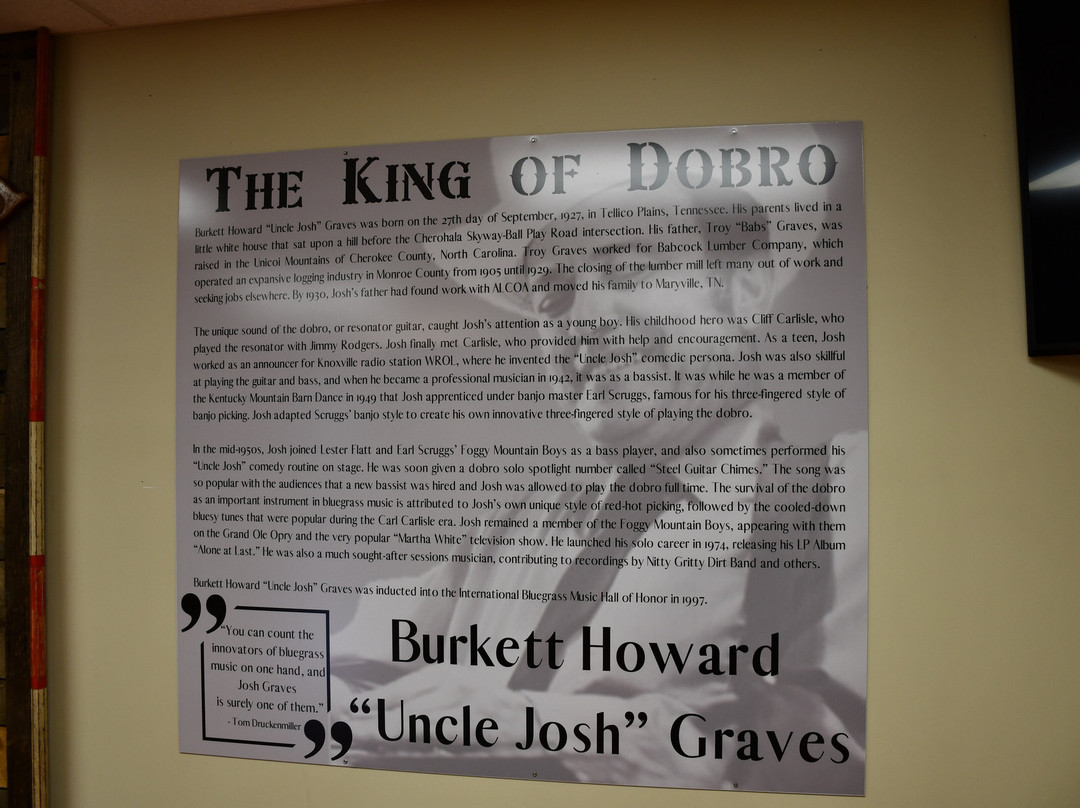 The King of Dobro
Burkett Howard “Uncle Josh” Graves was born on the 27th day of September, 1927, in Tellico Plains, Tennessee. His parents lived in a
little white house that sat upon a hill before the Cherohala Skyway-Ball Play Road intersection. His father, Troy “Babs” Graves, was
raised in the Unicoi Mountains of Cherokee County, North Carolina. Troy Graves worked for Babcock Lumber Company, which
operated an expansive logging industry in Monroe County from 1905 until 1929. The closing of the lumber mill left many out of work and
seeking jobs elsewhere. By 1930, Josh’s father had found work with ALCOA and moved his family to Maryville, TN.
The unique sound of the dobro, or resonator guitar, caught Josh’s attention as a young boy. His childhood hero was Cliff Carlisle, who
played the resonator with Jimmy Rodgers. Josh finally met Carlisle, who provided him with help and encouragement. As a teen, Josh
worked as an announcer for Knoxville radio station WROL, where he invented the “Uncle Josh” comedic persona. Josh was also skillful
at playing the guitar and bass, and when he became a professional musician in 1942, it was as a bassist. It was while he was a member of
the Kentucky Mountain Barn Dance in 1949 that Josh apprenticed under banjo master Earl Scruggs, famous for his three-fingered style of
banjo picking. Josh adapted Scruggs’ banjo style to create his own innovative three-fingered style of playing the dobro.
In the mid-1950s, Josh joined Lester Flatt and Earl Scruggs’ Foggy Mountain Boys as a bass player, and also sometimes performed his
“Uncle Josh” comedy routine on stage. He was soon given a dobro solo spotlight number called “Steel Guitar Chimes.” The song was
so popular with the audiences that a new bassist was hired and Josh was allowed to play the dobro full time. The survival of the dobro
as an important instrument in bluegrass music is attributed to Josh’s own unique style of red-hot picking, followed by the cooled-down
bluesy tunes that were popular during the Carl Carlisle era. Josh remained a member of the Foggy Mountain Boys, appearing with them
on the Grand Ole Opry and the very popular “Martha White” television show. He launched his solo career in 1974, releasing his LP Album
“Alone at Last.” He was also a much sought-after sessions musician, contributing to recordings by Nitty Gritty Dirt Band and others.
Burkett Howard “Uncle Josh” Graves was inducted into the International Bluegrass Music Hall of Honor in 1997.
“You can count the
innovators of bluegrass
music on one hand, and
Josh Graves
is surely one of them.”
- Tom Druckenmiller
Burkett Howard
“Uncle Josh” Graves